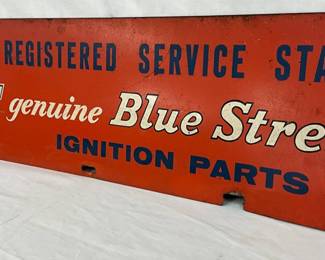 REGISTERED SERVICE STA
genuine Blue Stre
IGNITION PARTS